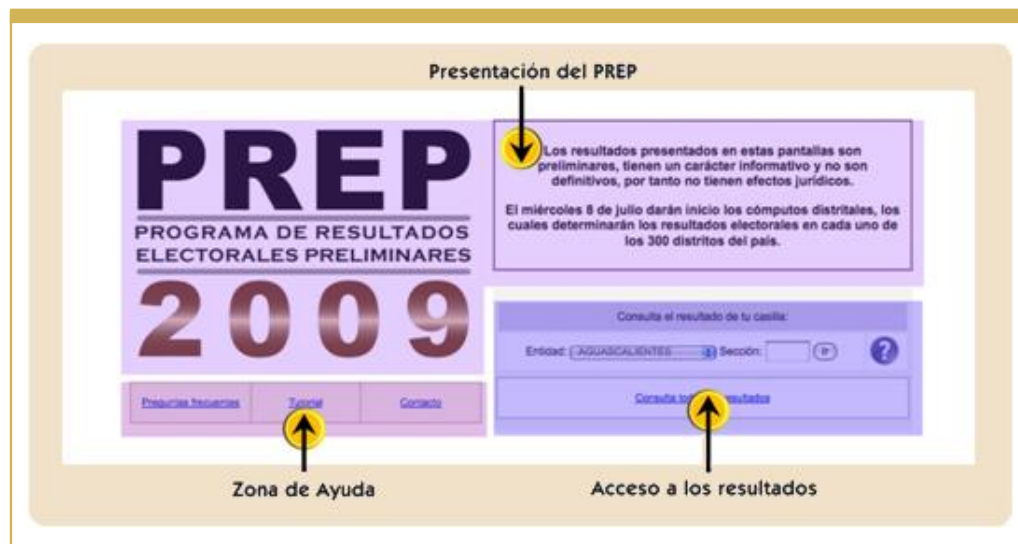 Presentación del PREP
PREP
PROGRAMA DE RESULTADOS
ELECTORALES PRELIMINARES
2009
Los resultados presentados en estas pantallas son
preliminares, tienen un carácter informativo y no son
definitivos, por tanto no tienen efectos jurídicos.
El miércoles 8 de julio darán inicio los cómputos distritales, los
cuales determinarán los resultados electorales en cada uno de
los 300 distritos del país.
Consulta el resultado de tu casilla:
Entidad: AGUASCALIENTES Sección: Ir ?
Preguntas frecuentes Tutorial Contacto
Consulta resultados
Zona de Ayuda
Acceso a los resultados